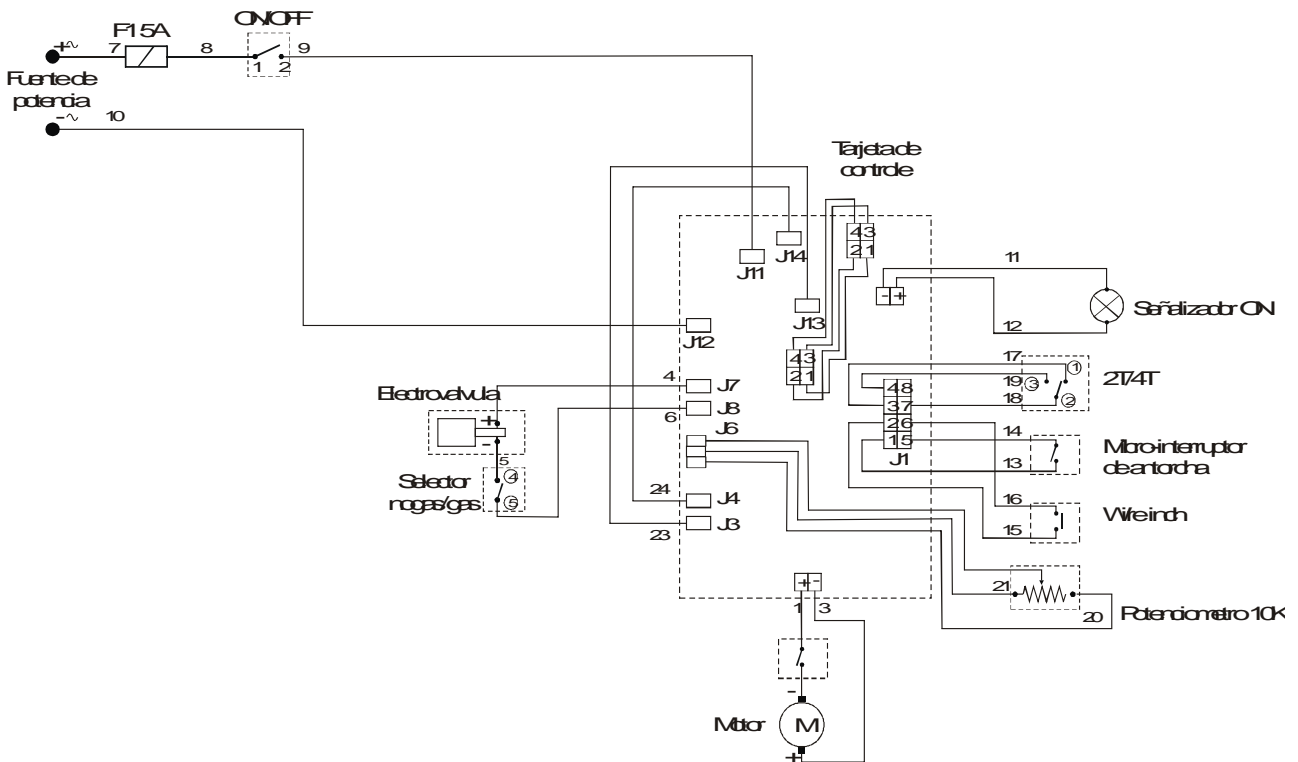 ON/OFF
F15A
+~ 7 8 9
1 2
Fuente de
potencia
-~ 10
Tarjeta de
controle
4 3
2 1
J14
J11
11
- +
Señalizador ON
J13
12
J12
4 3
2 1
17
1
2T/4T
4
J7
4 8
19
3
Electrovalvula
3 7
18
2
J8
6
+
J6
2 6
14
Micro-interruptor
de antorcha
-
1 5
5
J1
13
Selector
nogas/gas
4
5
24
J4
16
Wire inch
J3
23
15
+ -
21
1 3
20
Potenciometro 10K
-
Motor
M
+